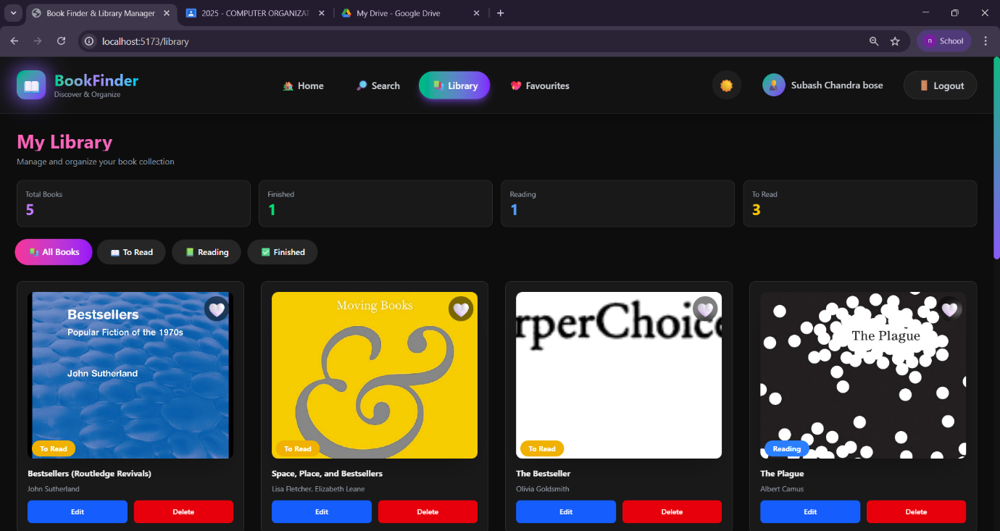 Book Finder & Library Manager
2025 - COMPUTER ORGANIZAT
My Drive - Google Drive
localhost:5173/library
n School
BookFinder
Discover & Organize
Home
Search
Library
Favourites
Subash Chandra bose
Logout
My Library
Manage and organize your book collection
Total Books
5
Finished
1
Reading
1
To Read
3
All Books
To Read
Reading
Finished
Bestsellers
Popular Fiction of the 1970s
John Sutherland
To Read
Bestsellers (Routledge Revivals)
John Sutherland
Edit
Delete
Moving Books
&
To Read
Space, Place, and Bestsellers
Lisa Fletcher, Elizabeth Leane
Edit
Delete
rperChoice
To Read
The Bestseller
Olivia Goldsmith
Edit
Delete
The Plague
Reading
The Plague
Albert Camus
Edit
Delete